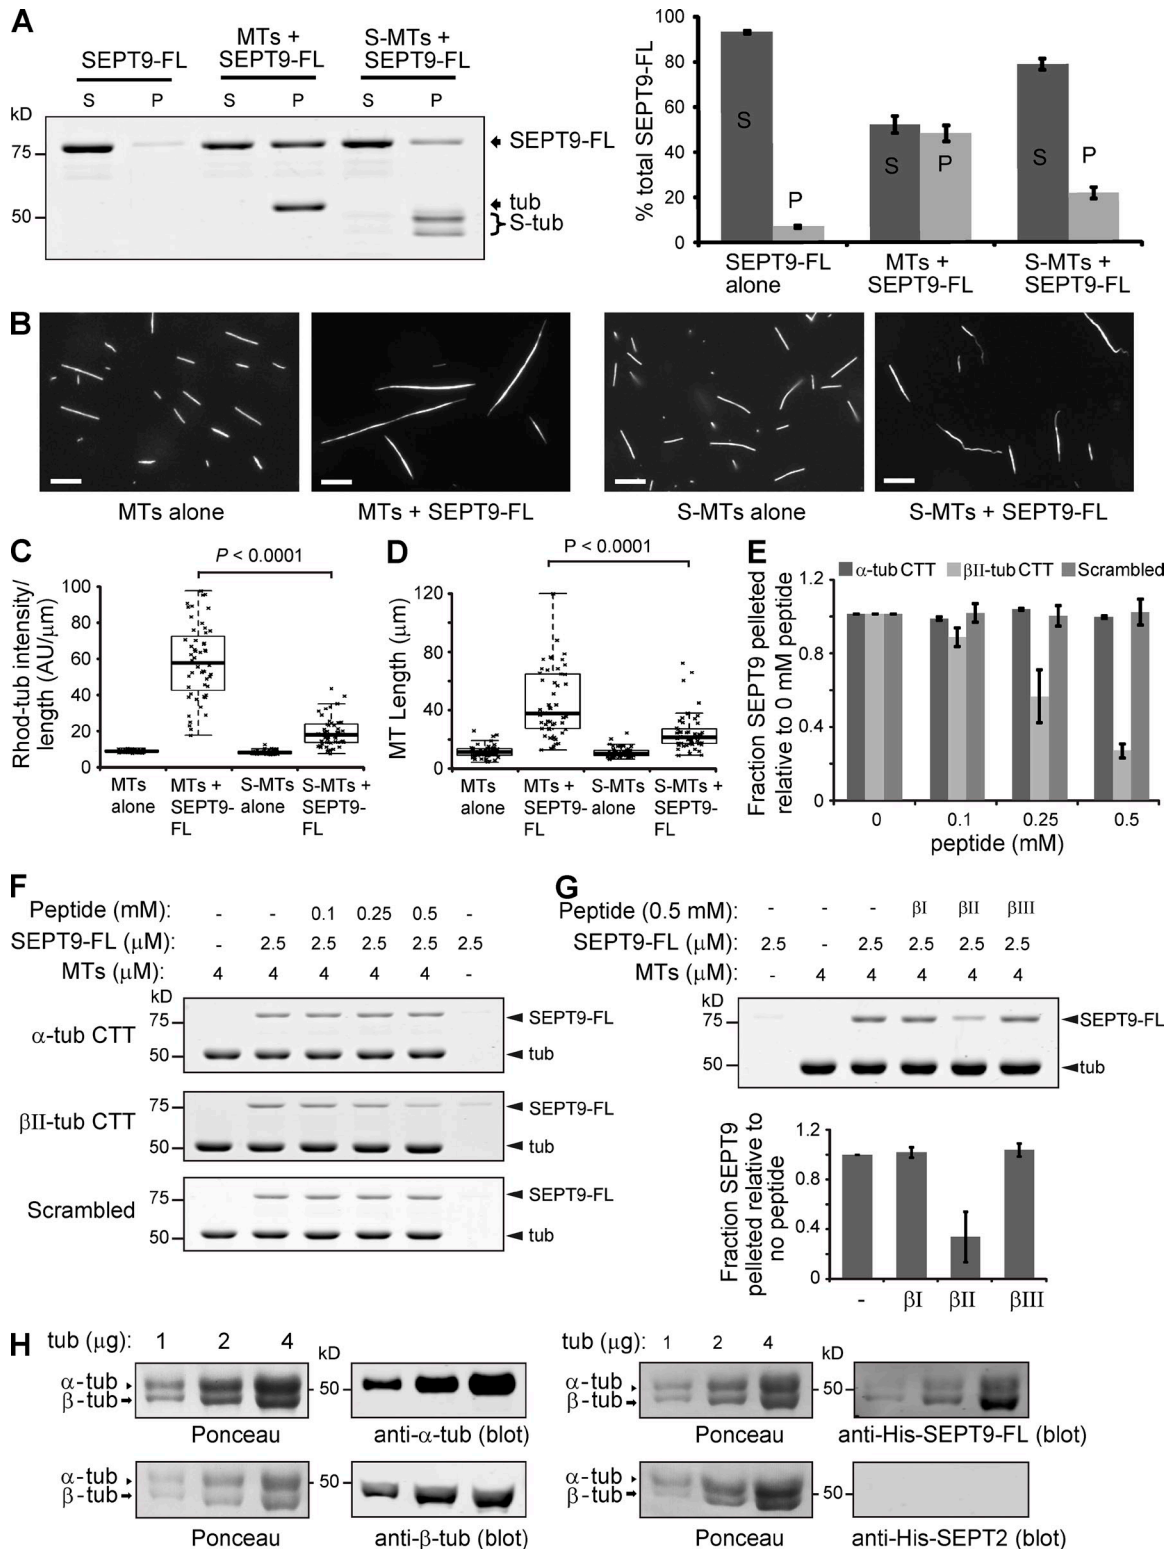 A
SEPT9-FL
MTs +
SEPT9-FL
S-MTs +
SEPT9-FL
kD
S P S P S P
75
50
SEPT9-FL
tub
S-tub
% total SEPT9-FL
100
80
60
40
20
0
S
P
S
P
S
P
SEPT9-FL
alone
MTs +
SEPT9-FL
S-MTs +
SEPT9-FL
B
MTs alone
MTs + SEPT9-FL
S-MTs alone
S-MTs + SEPT9-FL
C
P < 0.0001
Rhod-tub intensity/
length (AU/μm)
100
80
60
40
20
0
MTs
alone
MTs +
SEPT9-
FL
S-MTs
alone
S-MTs +
SEPT9-
FL
D
P < 0.0001
MT Length (μm)
120
80
40
0
MTs
alone
MTs +
SEPT9-
FL
S-MTs
alone
S-MTs +
SEPT9-
FL
E
α-tub CTT βII-tub CTT Scrambled
Fraction SEPT9 pelleted
relative to 0 mM peptide
1.2
0.8
0.4
0
0 0.1 0.25 0.5
peptide (mM)
F
Peptide (mM): - - 0.1 0.25 0.5 -
SEPT9-FL (μM): - 2.5 2.5 2.5 2.5 2.5
MTs (μM): 4 4 4 4 4 -
kD
α-tub CTT
75
50
SEPT9-FL
tub
βII-tub CTT
75
50
SEPT9-FL
tub
Scrambled
75
50
SEPT9-FL
tub
G
Peptide (0.5 mM): - - - βI βII βIII
SEPT9-FL (μM): 2.5 - 2.5 2.5 2.5 2.5
MTs (μM): - 4 4 4 4 4
kD
75
50
SEPT9-FL
tub
Fraction SEPT9
pelleted relative to
no peptide
1.2
0.8
0.4
0
- βI βII βIII
H
tub (μg): 1 2 4
kD
α-tub
β-tub
50
Ponceau
anti-α-tub (blot)
α-tub
β-tub
50
Ponceau
anti-β-tub (blot)
tub (μg): 1 2 4
kD
α-tub
β-tub
50
Ponceau
anti-His-SEPT9-FL (blot)
α-tub
β-tub
50
Ponceau
anti-His-SEPT2 (blot)